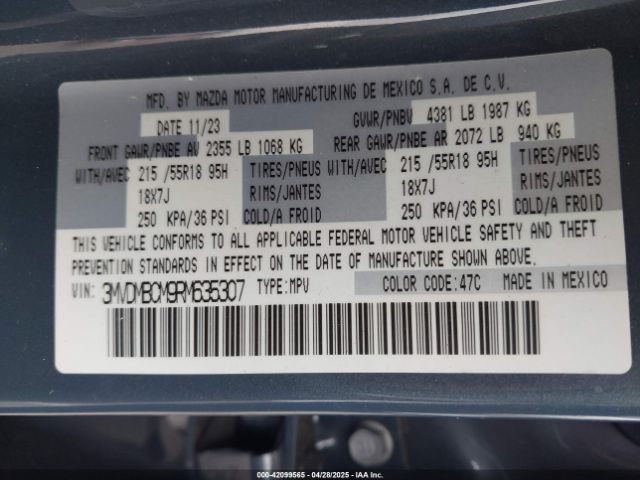 MFD. BY MAZDA MOTOR MANUFACTURING DE MEXICO S.A. DE C.V.
DATE 11/23 GVWR/PNBV 4381 LB 1987 KG
FRONT GAWR/PNBE AV 2355 LB 1068 KG REAR GAWR/PNBE AR 2072 LB 940 KG
WITH/AVEC 215 /55R18 95H TIRES/PNEUS WITH/AVEC 215 /55R18 95H TIRES/PNEUS
18X7J RIMS/JANTES 18X7J RIMS/JANTES
250 KPA/36 PSI COLD/A FROID 250 KPA/36 PSI COLD/A FROID
THIS VEHICLE CONFORMS TO ALL APPLICABLE FEDERAL MOTOR VEHICLE SAFETY AND THEFT
PREVENTION STANDARDS IN EFFECT ON THE DATE OF MANUFACTURE SHOWN ABOVE.
VIN: 3MVDMBCM9RM635307 TYPE: MPV COLOR CODE: 47C MADE IN MEXICO
000-42099565 04/28/2025 IAAI.COM